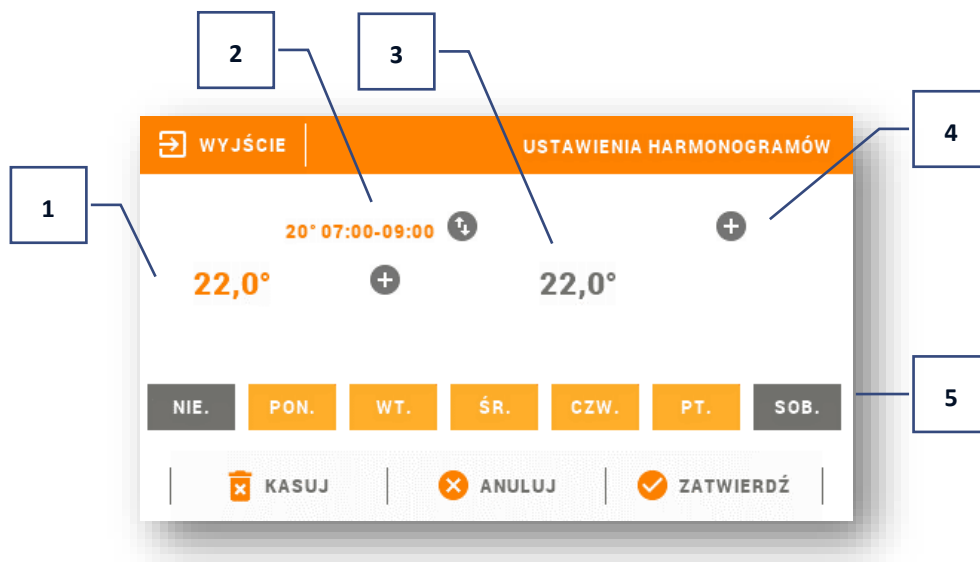 2
3
4
WYJŚCIE
USTAWIENIA HARMONOGRAMÓW
1
20° 07:00-09:00
22,0°
22,0°
5
NIE. PON. WT. ŚR. CZW. PT. SOB.
KASUJ ANULUJ ZATWIERDŹ